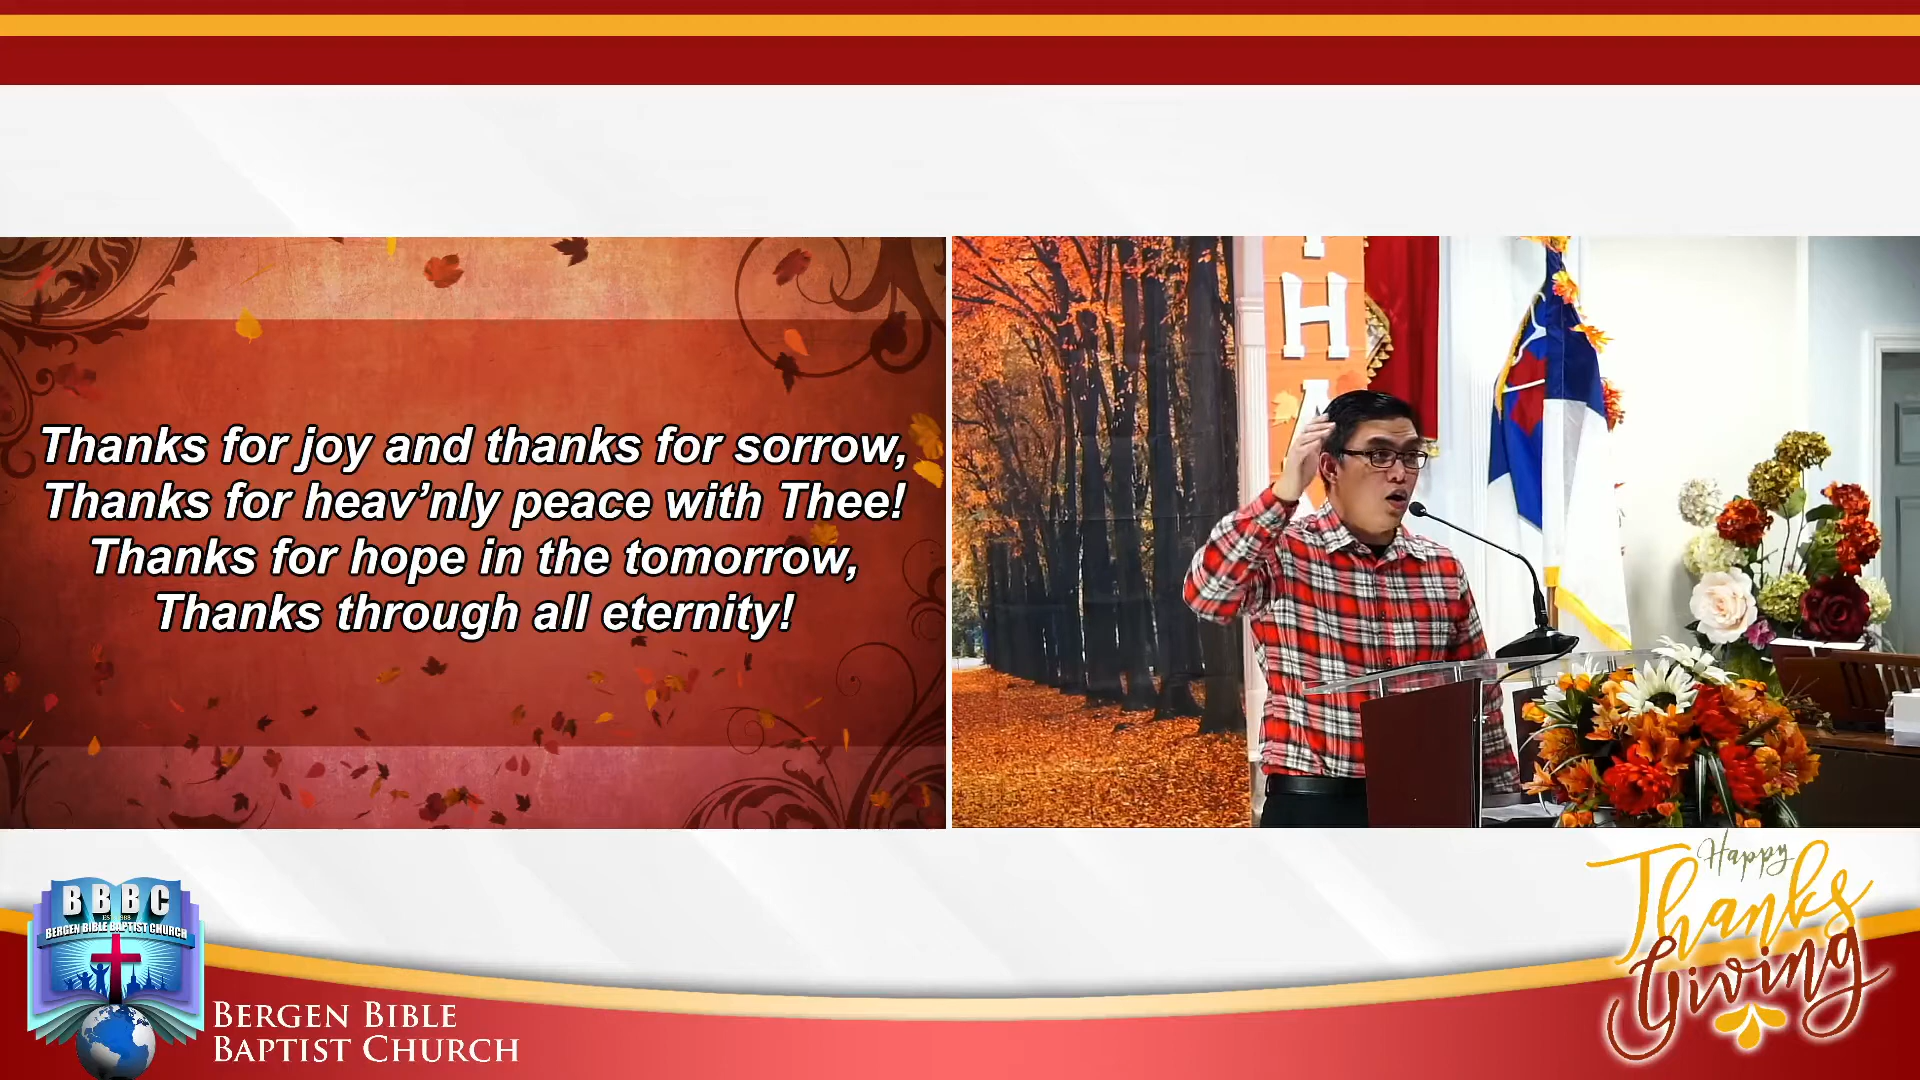 Thanks for joy and thanks for sorrow,
Thanks for heav’nly peace with Thee!
Thanks for hope in the tomorrow,
Thanks through all eternity!
H
A
BBBC
BERGEN BIBLE BAPTIST CHURCH
BERGEN BIBLE
BAPTIST CHURCH
Happy
Thanks
Giving